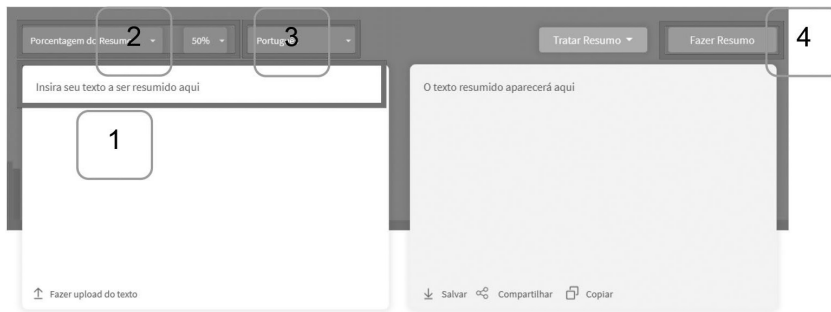 Porcentagem do Resumo 50% Português Tratar Resumo Fazer Resumo
2 3 4
Insira seu texto a ser resumido aqui
O texto resumido aparecerá aqui
1
Fazer upload do texto
Salvar Compartilhar Copiar